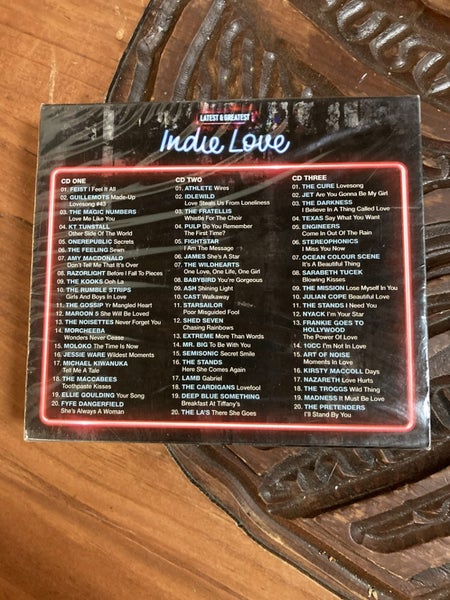 LATEST & GREATEST
Indie Love
CD ONE
01. FEIST I Feel It All
02. GUILLEMOTS Made-Up
Lovesong #43
03. THE MAGIC NUMBERS
Love Me Like You
04. KT TUNSTALL
Other Side Of The World
05. ONEREPUBLIC Secrets
06. THE FEELING Sewn
07. AMY MACDONALD
Don't Tell Me That It's Over
08. RAZORLIGHT Before I Fall To Pieces
09. THE KOOKS Ooh La
10. THE RUMBLE STRIPS
Girls And Boys In Love
11. THE GOSSIP Yr Mangled Heart
12. MAROON 5 She Will Be Loved
13. THE NOISETTES Never Forget You
14. MORCHEEBA
Wonders Never Cease
15. MOLOKO The Time Is Now
16. JESSIE WARE Wildest Moments
17. MICHAEL KIWANUKA
Tell Me A Tale
18. THE MACCABEES
Toothpaste Kisses
19. ELLIE GOULDING Your Song
20. FYFE DANGERFIELD
She's Always A Woman
CD TWO
01. ATHLETE Wires
02. IDLEWILD
Love Steals Us From Loneliness
03. THE FRATELLIS
Whistle For The Choir
04. PULP Do You Remember
The First Time?
05. FIGHTSTAR
I Am The Message
06. JAMES She's A Star
07. THE WILDHEARTS
One Love, One Life, One Girl
08. BABYBIRD You're Gorgeous
09. ASH Shining Light
10. CAST Walkaway
11. STARSAILOR
Poor Misguided Fool
12. SHED SEVEN
Chasing Rainbows
13. EXTREME More Than Words
14. MR. BIG To Be With You
15. SEMISONIC Secret Smile
16. THE STANDS
Here She Comes Again
17. LAMB Gabriel
18. THE CARDIGANS Lovefool
19. DEEP BLUE SOMETHING
Breakfast At Tiffany's
20. THE LA'S There She Goes
CD THREE
01. THE CURE Lovesong
02. JET Are You Gonna Be My Girl
03. THE DARKNESS
I Believe In A Thing Called Love
04. TEXAS Say What You Want
05. ENGINEERS
Come In Out Of The Rain
06. STEREOPHONICS
I Miss You Now
07. OCEAN COLOUR SCENE
It's A Beautiful Thing
08. SARABETH TUCEK
Blowing Kisses
09. THE MISSION Lose Myself In You
10. JULIAN COPE Beautiful Love
11. THE STANDS I Need You
12. NYACK I'm Your Star
13. FRANKIE GOES TO
HOLLYWOOD
The Power Of Love
14. 10CC I'm Not In Love
15. ART OF NOISE
Moments in Love
16. KIRSTY MACCOLL Days
17. NAZARETH Love Hurts
18. THE TROGGS Wild Thing
19. MADNESS It Must Be Love
20. THE PRETENDERS
I'll Stand By You